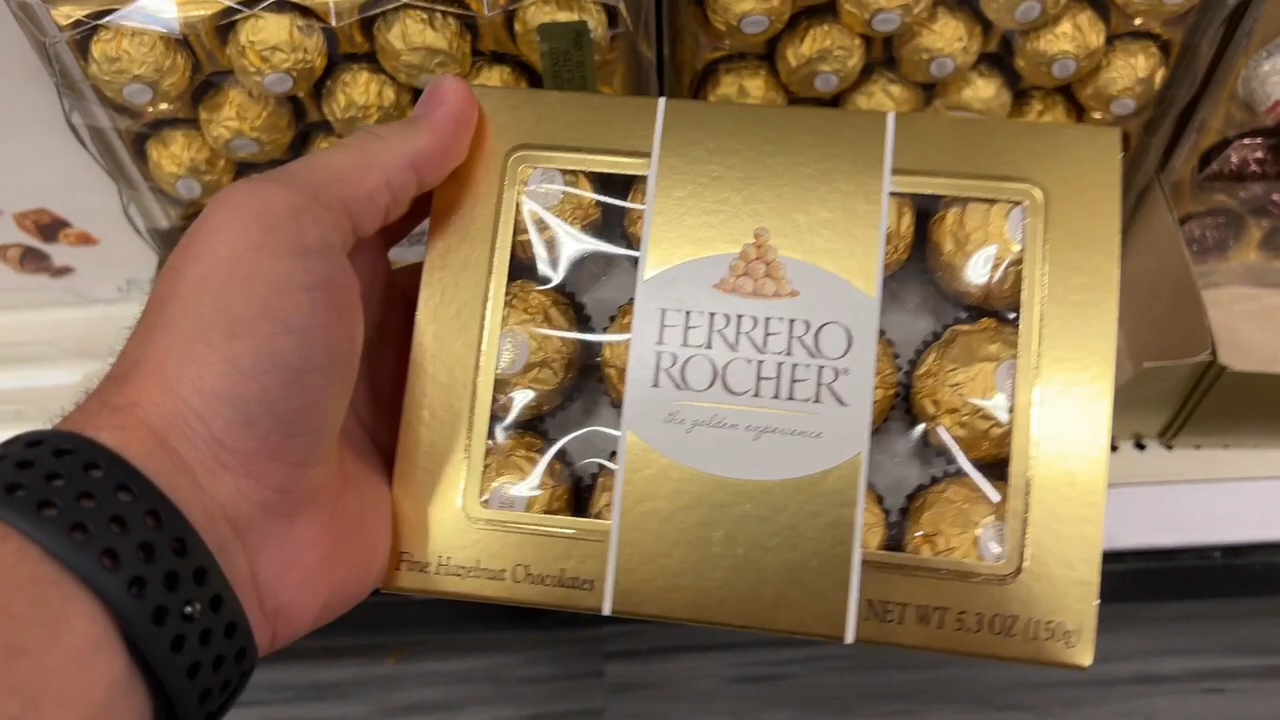 FERRERO
ROCHER®
the golden experience
Fine Hazelnut Chocolates
NET WT 5.3 OZ (150g)